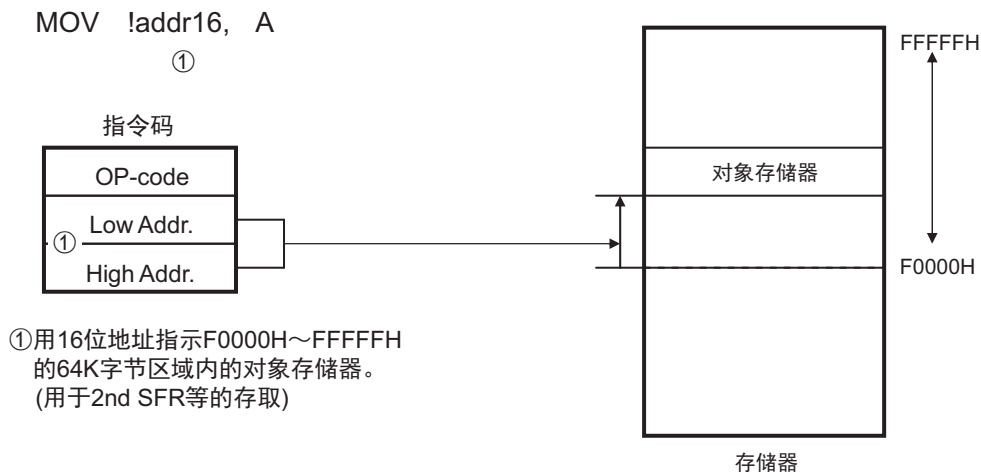 MOV !addr16, A
①
指令码
OP-code
Low Addr.
①
High Addr.
FFFFFH
对象存储器
F0000H
①用16位地址指示F0000H～FFFFFH
的64K字节区域内的对象存储器。
(用于2nd SFR等的存取)
存储器